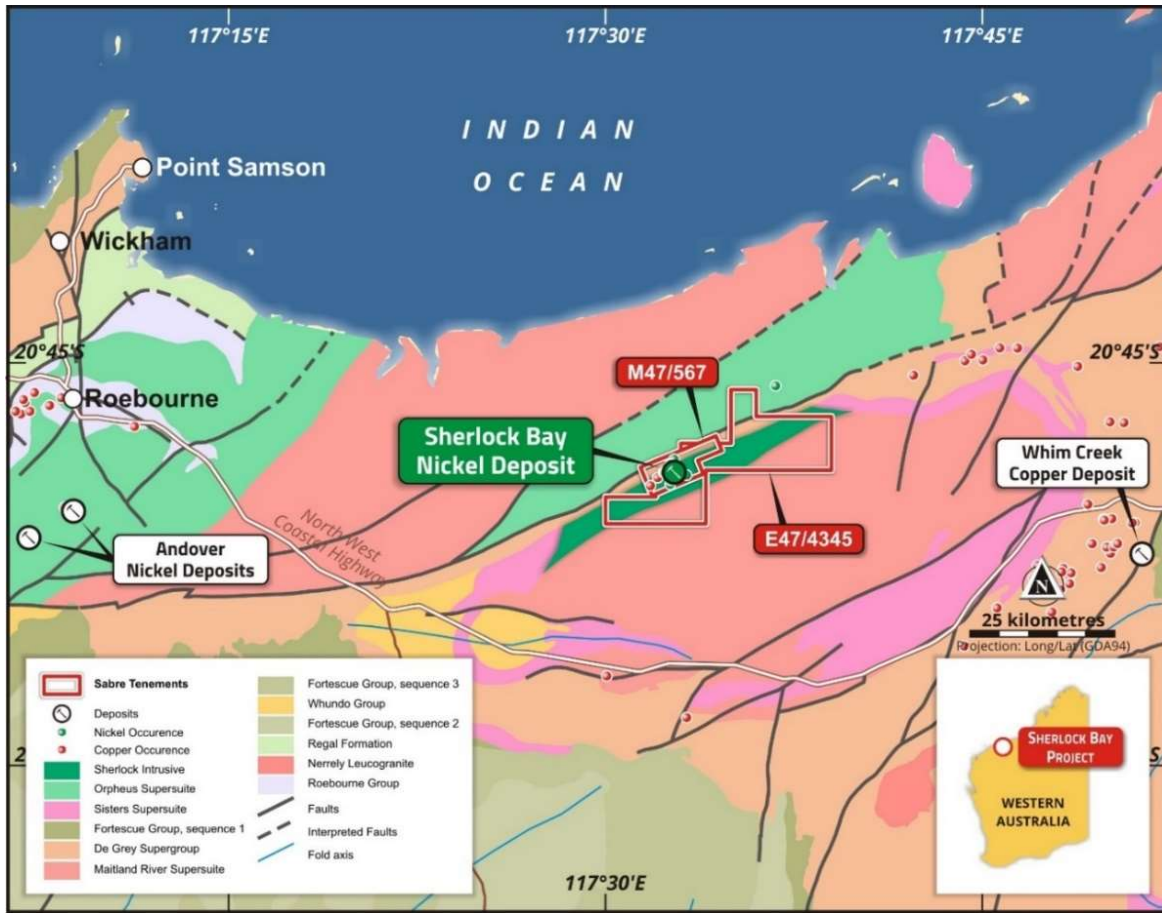 117°15'E
117°30'E
117°45'E
INDIAN
OCEAN
Point Samson
Wickham
20°45'S
20°45'S
Roebourne
M47/567
Sherlock Bay
Nickel Deposit
Whim Creek
Copper Deposit
E47/4345
Andover
Nickel Deposits
North West
Coastal Highway
N
25 kilometres
Projection: Long/Lat (GDA94)
Sabre Tenements
Deposits
Nickel Occurence
Copper Occurence
Sherlock Intrusive
Orpheus Supersuite
Sisters Supersuite
Fortescue Group, sequence 1
De Grey Supergroup
Maitland River Supersuite
Fortescue Group, sequence 3
Whundo Group
Fortescue Group, sequence 2
Regal Formation
Nerrely Leucogranite
Roebourne Group
Faults
Interpreted Faults
Fold axis
SHERLOCK BAY
PROJECT
WESTERN
AUSTRALIA
117°30'E